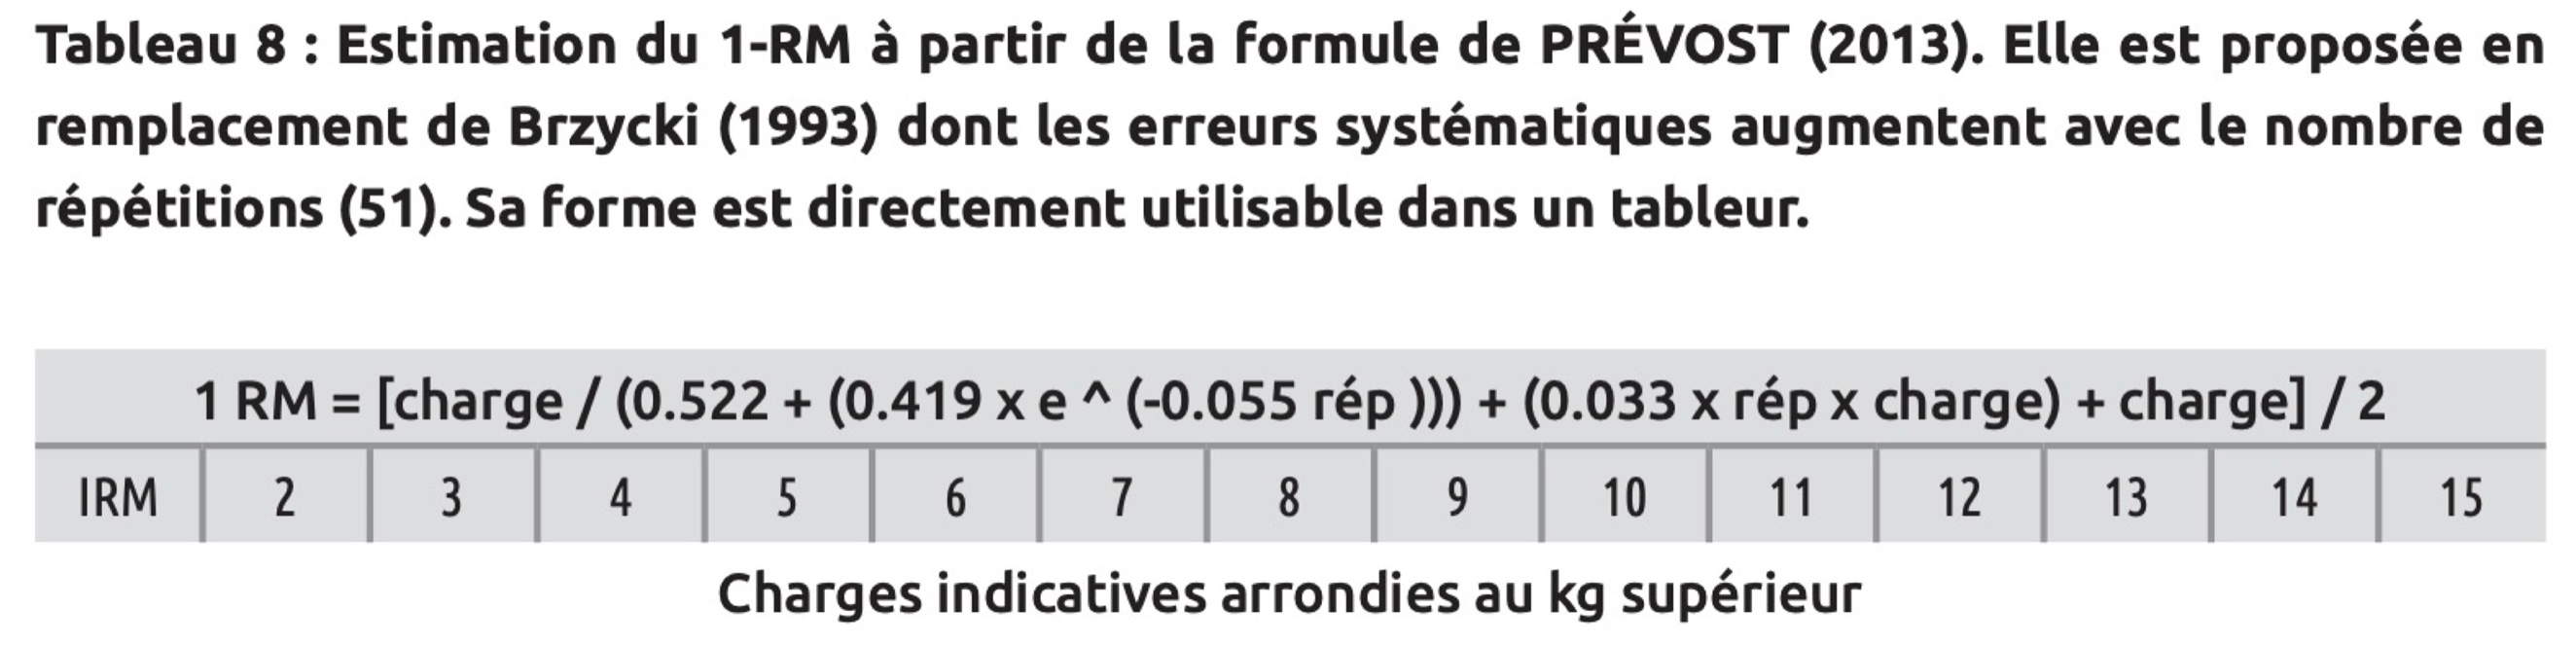 Tableau 8 : Estimation du 1-RM à partir de la formule de PRÉVOST (2013). Elle est proposée en
remplacement de Brzycki (1993) dont les erreurs systématiques augmentent avec le nombre de
répétitions (51). Sa forme est directement utilisable dans un tableur.
1 RM = [charge / (0.522 + (0.419 x e ^ (-0.055 rép ))) + (0.033 x rép x charge) + charge] / 2
IRM 2 3 4 5 6 7 8 9 10 11 12 13 14 15
Charges indicatives arrondies au kg supérieur